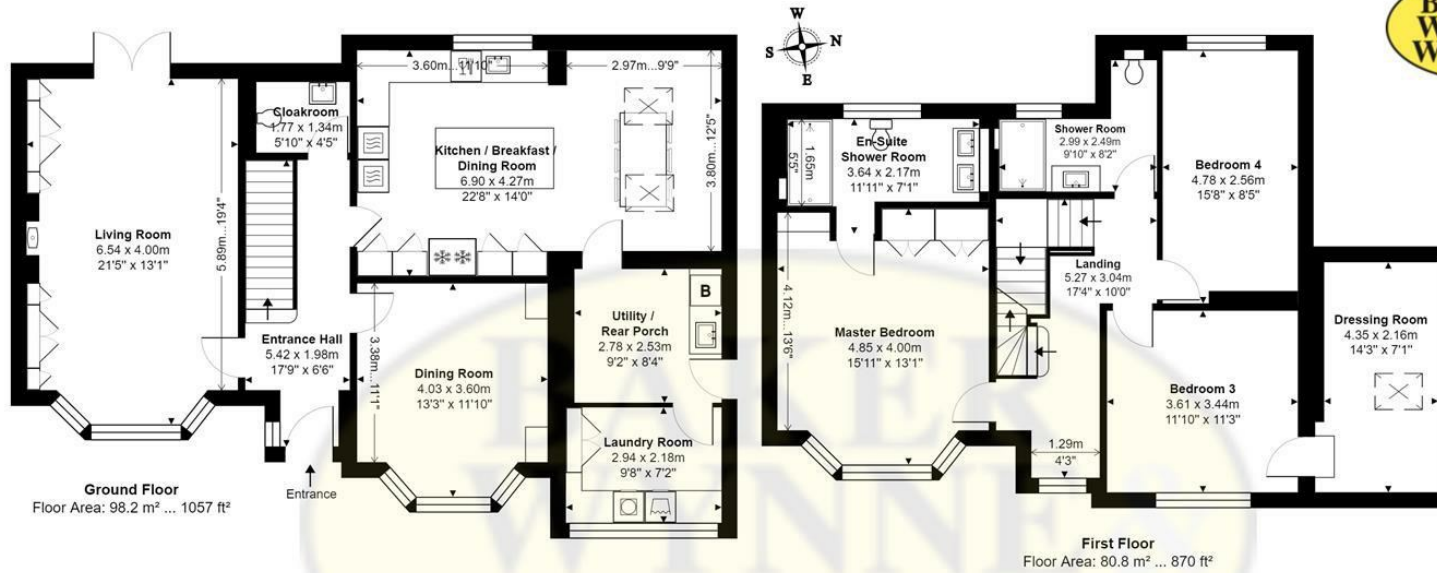 Cloakroom
1.77 x 1.34m
5'10" x 4'5"
3.60m...11'10"
2.97m...9'9"
3.80m...12'5"
Kitchen / Breakfast /
Dining Room
6.90 x 4.27m
22'8" x 14'0"
Living Room
6.54 x 4.00m
21'5" x 13'1"
5.89m...19'4"
Entrance Hall
5.42 x 1.98m
17'9" x 6'6"
3.38m...11'1"
Dining Room
4.03 x 3.60m
13'3" x 11'10"
Utility /
Rear Porch
2.78 x 2.53m
9'2" x 8'4"
B
Laundry Room
2.94 x 2.18m
9'8" x 7'2"
Entrance
Ground Floor
Floor Area: 98.2 m² ... 1057 ft²
W
S N
E
1.65m
5'5"
En-Suite
Shower Room
3.64 x 2.17m
11'11" x 7'1"
Shower Room
2.99 x 2.49m
9'10" x 8'2"
Bedroom 4
4.78 x 2.56m
15'8" x 8'5"
Landing
5.27 x 3.04m
17'4" x 10'0"
4.12m...13'6"
Master Bedroom
4.85 x 4.00m
15'11" x 13'1"
Bedroom 3
3.61 x 3.44m
11'10" x 11'3"
Dressing Room
4.35 x 2.16m
14'3" x 7'1"
1.29m
4'3"
First Floor
Floor Area: 80.8 m² ... 870 ft²
BAKER
WYNNE &